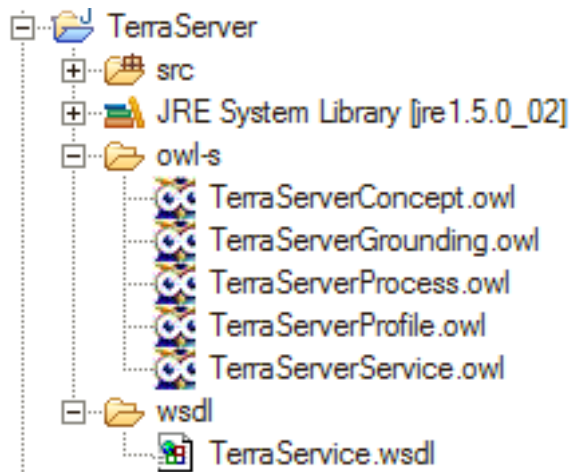 TerraServer
src
JRE System Library [jre1.5.0_02]
owl-s
TerraServerConcept.owl
TerraServerGrounding.owl
TerraServerProcess.owl
TerraServerProfile.owl
TerraServerService.owl
wsdl
TerraService.wsdl